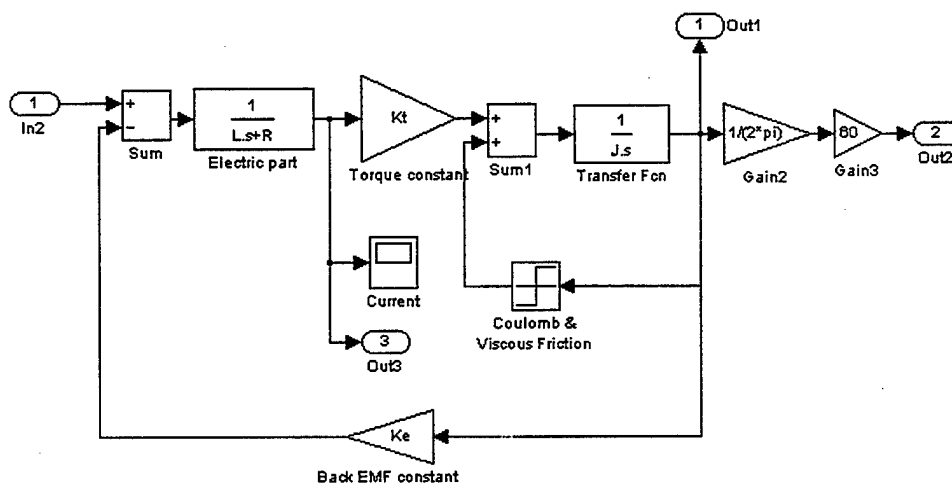 1
Out1
1
In2
+
−
Sum
1
L.s+R
Electric part
Kt
Torque constant
+
+
Sum1
1
J.s
Transfer Fcn
1/(2*pi)
Gain2
60
Gain3
2
Out2
Current
Coulomb &
Viscous Friction
3
Out3
Ke
Back EMF constant